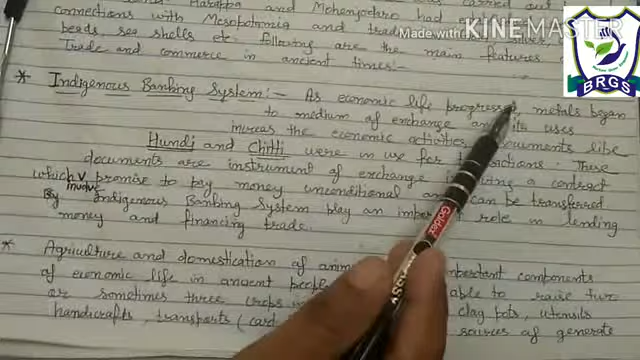 Harappa and Mohenjodaro had
connections with Mesopotamia and trade
beads, sea shells etc. following are the main features
Trade and commerce in ancient times:-
Made with KINEMASTER
BRGS
* Indigenous Banking System:- As economic life progressed, metals began
to medium of exchange and its uses
increas the economic activities. Documents like
Hundi and Chitti were in use for These
documents are instrument of exchange a contract
which involve promise to pay money unconditional can be transferred
By Indigenous Banking System play an role in lending
money and financing trade.
* Agriculture and domestication of components
of economic life in ancient able to raise two
or sometimes three crops clay pots, utensils
handicrafts, transports sources of generate